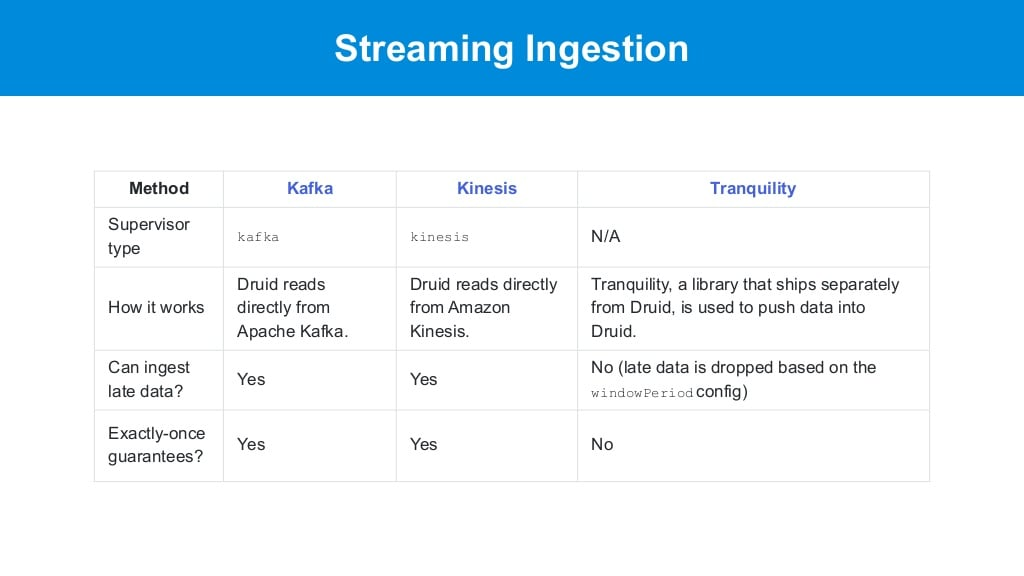 Streaming Ingestion
Method Kafka Kinesis Tranquility
Supervisor
type
kafka
kinesis
N/A
How it works
Druid reads
directly from
Apache Kafka.
Druid reads directly
from Amazon
Kinesis.
Tranquility, a library that ships separately
from Druid, is used to push data into
Druid.
Can ingest
late data?
Yes
Yes
No (late data is dropped based on the
windowPeriod config)
Exactly-once
guarantees?
Yes
Yes
No